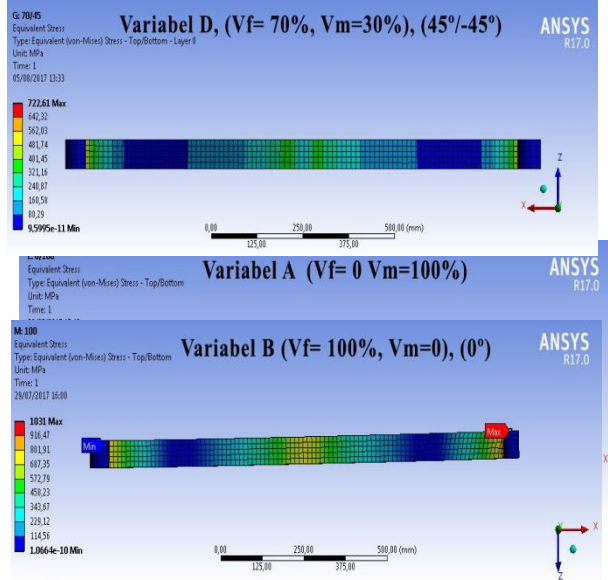 G: 70/45
Equivalent Stress
Type: Equivalent (von-Mises) Stress - Top/Bottom - Layer 0
Unit: MPa
Time: 1
05/08/2017 13:33
Variabel D, (Vf= 70%, Vm=30%), (45º/-45º)
ANSYS
R17.0
722,61 Max
642,32
562,03
481,74
401,45
321,16
240,87
160,58
80,29
9,5995e-11 Min
Z
X
0,00
250,00
500,00 (mm)
125,00
375,00
Equivalent Stress
Type: Equivalent (von-Mises) Stress - Top/Bottom
Unit: MPa
Time: 1
Variabel A (Vf= 0 Vm=100%)
ANSYS
R17.0
M: 100
Equivalent Stress
Type: Equivalent (von-Mises) Stress - Top/Bottom
Unit: MPa
Time: 1
29/07/2017 16:00
Variabel B (Vf= 100%, Vm=0), (0º)
ANSYS
R17.0
1031 Max
916,47
801,91
687,35
572,79
458,23
343,67
229,12
114,56
1,0664e-10 Min
Min
Max
0,00
250,00
500,00 (mm)
125,00
375,00
X
X
Z